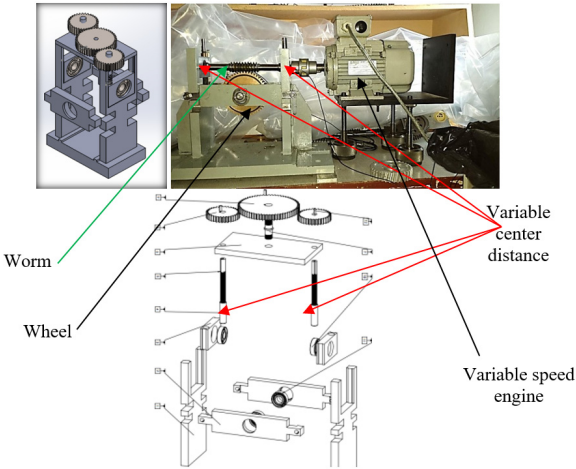 Variable
center
distance
Worm
Wheel
Variable speed
engine